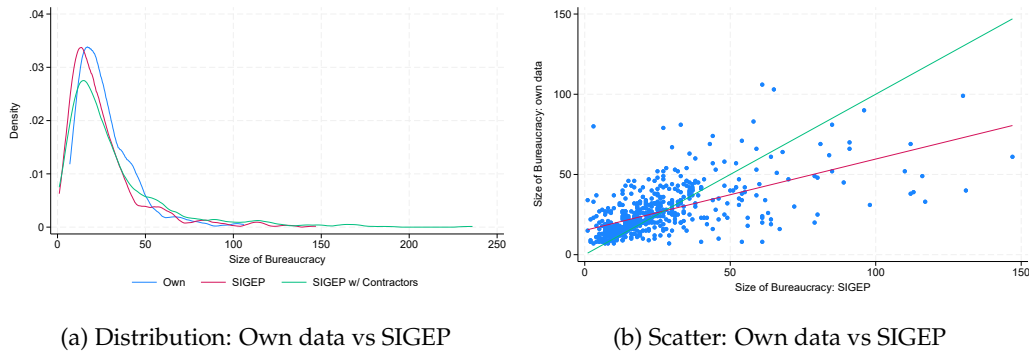 .04
.03
.02
.01
0
Density
0 50 100 150 200 250
Size of Bureaucracy
Own SIGEP SIGEP w/ Contractors
(a) Distribution: Own data vs SIGEP
150
100
50
0
Size of Bureaucracy: own data
0 50 100 150
Size of Bureaucracy: SIGEP
(b) Scatter: Own data vs SIGEP